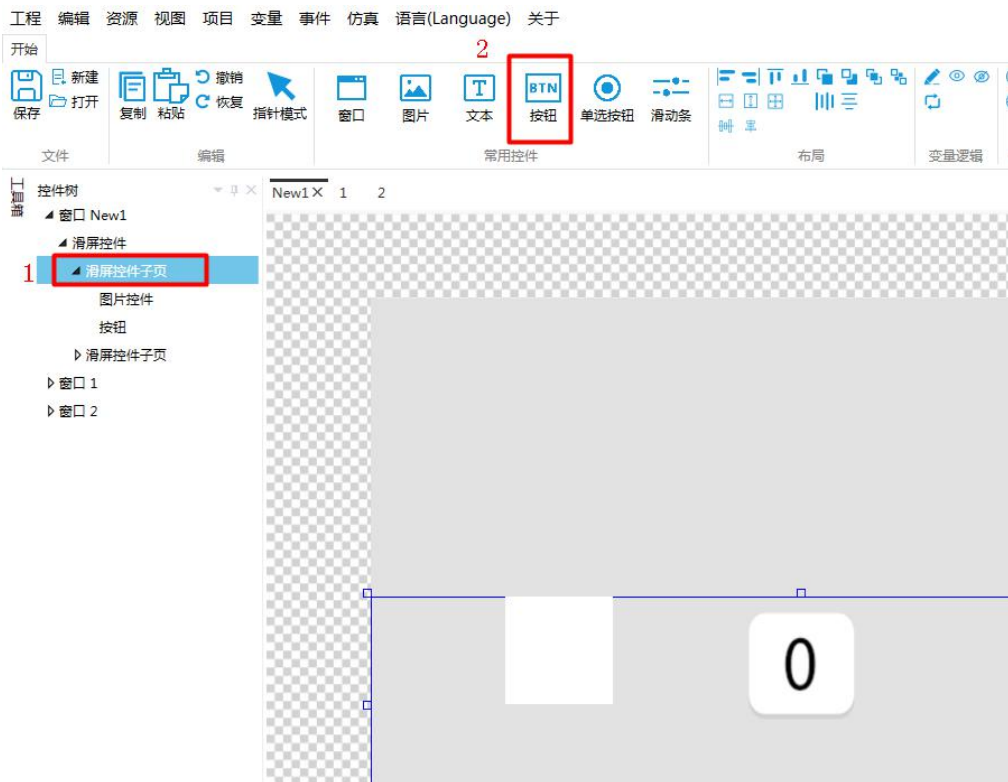 工程 编辑 资源 视图 项目 变量 事件 仿真 语言(Language) 关于
开始
2
新建 撤销
打开 恢复
保存 复制 粘贴 指针模式 窗口 图片 T 文本 BTN 按钮 单选按钮 滑动条
文件 编辑 常用控件 布局 变量逻辑
工具箱
控件树
New1 1 2
窗口 New1
滑屏控件
1 滑屏控件子页
图片控件
按钮
滑屏控件子页
窗口 1
窗口 2
0